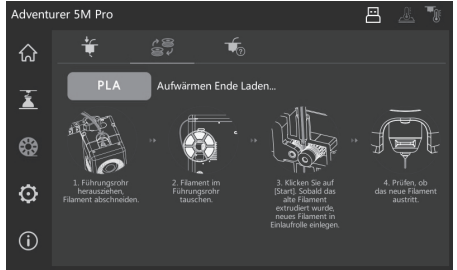 Adventurer 5M Pro
PLA
Aufwärmen Ende Laden...
1. Führungsrohr
herausziehen,
Filament abschneiden.
2. Filament im
Führungsrohr
tauschen.
3. Klicken Sie auf
[Start]. Sobald das
alte Filament
extrudiert wurde,
neues Filament in
Einlaufrolle einlegen.
4. Prüfen, ob
das neue Filament
austritt.